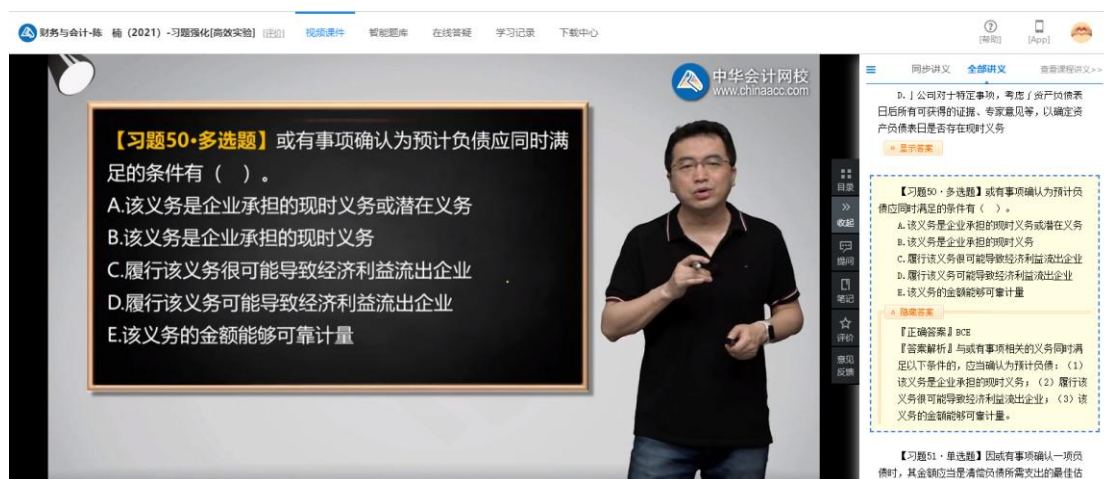 财务与会计-陈 楠 (2021) -习题强化[高效实验] [评价] 视频课件 智能题库 在线答疑 学习记录 下载中心
[帮助] [App]
中华会计网校
www.chinaacc.com
【习题50·多选题】或有事项确认为预计负债应同时满
足的条件有（ ）。
A.该义务是企业承担的现时义务或潜在义务
B.该义务是企业承担的现时义务
C.履行该义务很可能导致经济利益流出企业
D.履行该义务可能导致经济利益流出企业
E.该义务的金额能够可靠计量
目录
收起
提问
笔记
评价
意见
反馈
同步讲义 全部讲义 查看课程讲义>>
公司对于特定事项，考虑了资产负债表
日后所有可获得的证据、专家意见等，以确定资
产负债表日是否存在现时义务
显示答案
【习题50·多选题】或有事项确认为预计负
债应同时满足的条件有（ ）。
A.该义务是企业承担的现时义务或潜在义务
B.该义务是企业承担的现时义务
C.履行该义务很可能导致经济利益流出企业
D.履行该义务可能导致经济利益流出企业
E.该义务的金额能够可靠计量
隐藏答案
『正确答案』BCE
『答案解析』与或有事项相关的义务同时满
足以下条件的，应当确认为预计负债：（1）
该义务是企业承担的现时义务；（2）履行该
义务很可能导致经济利益流出企业；（3）该
义务的金额能够可靠计量。
【习题51·单选题】因或有事项确认一项负
债时，其金额应当是清偿负债所需支出的最佳估